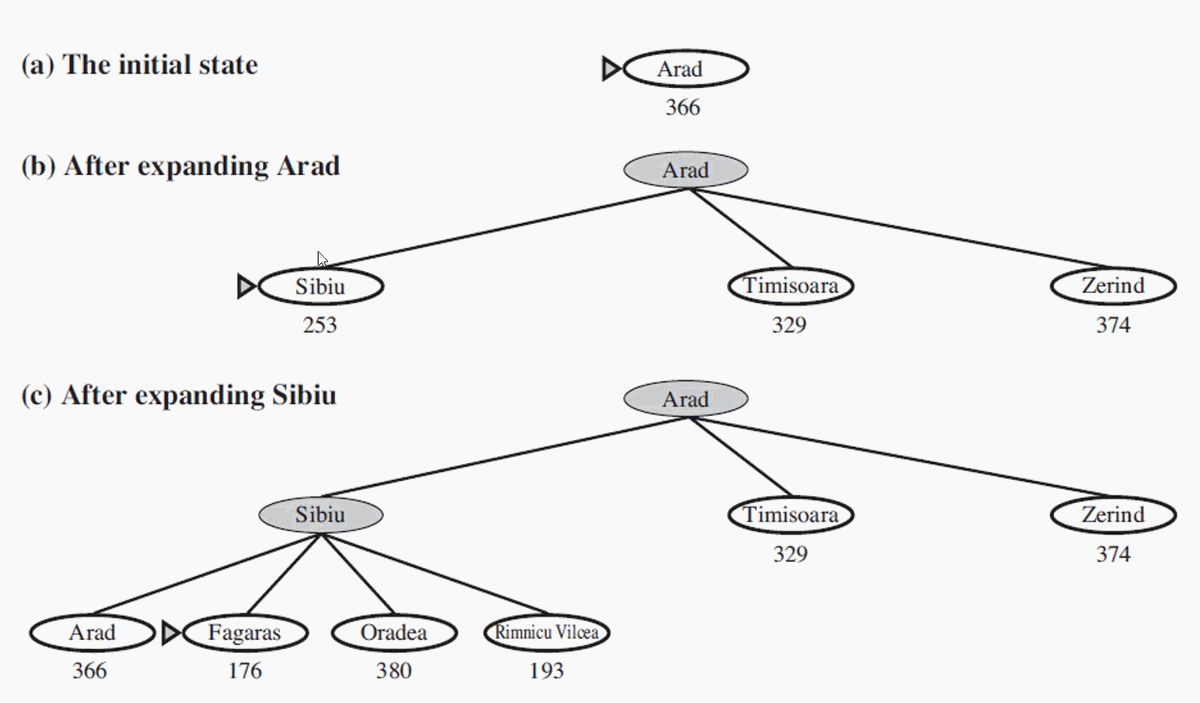 (a) The initial state
Arad
366
(b) After expanding Arad
Arad
Sibiu
Timisoara
Zerind
253
329
374
(c) After expanding Sibiu
Arad
Sibiu
Timisoara
Zerind
329
374
Arad
Fagaras
Oradea
Rimnicu Vilcea
366
176
380
193